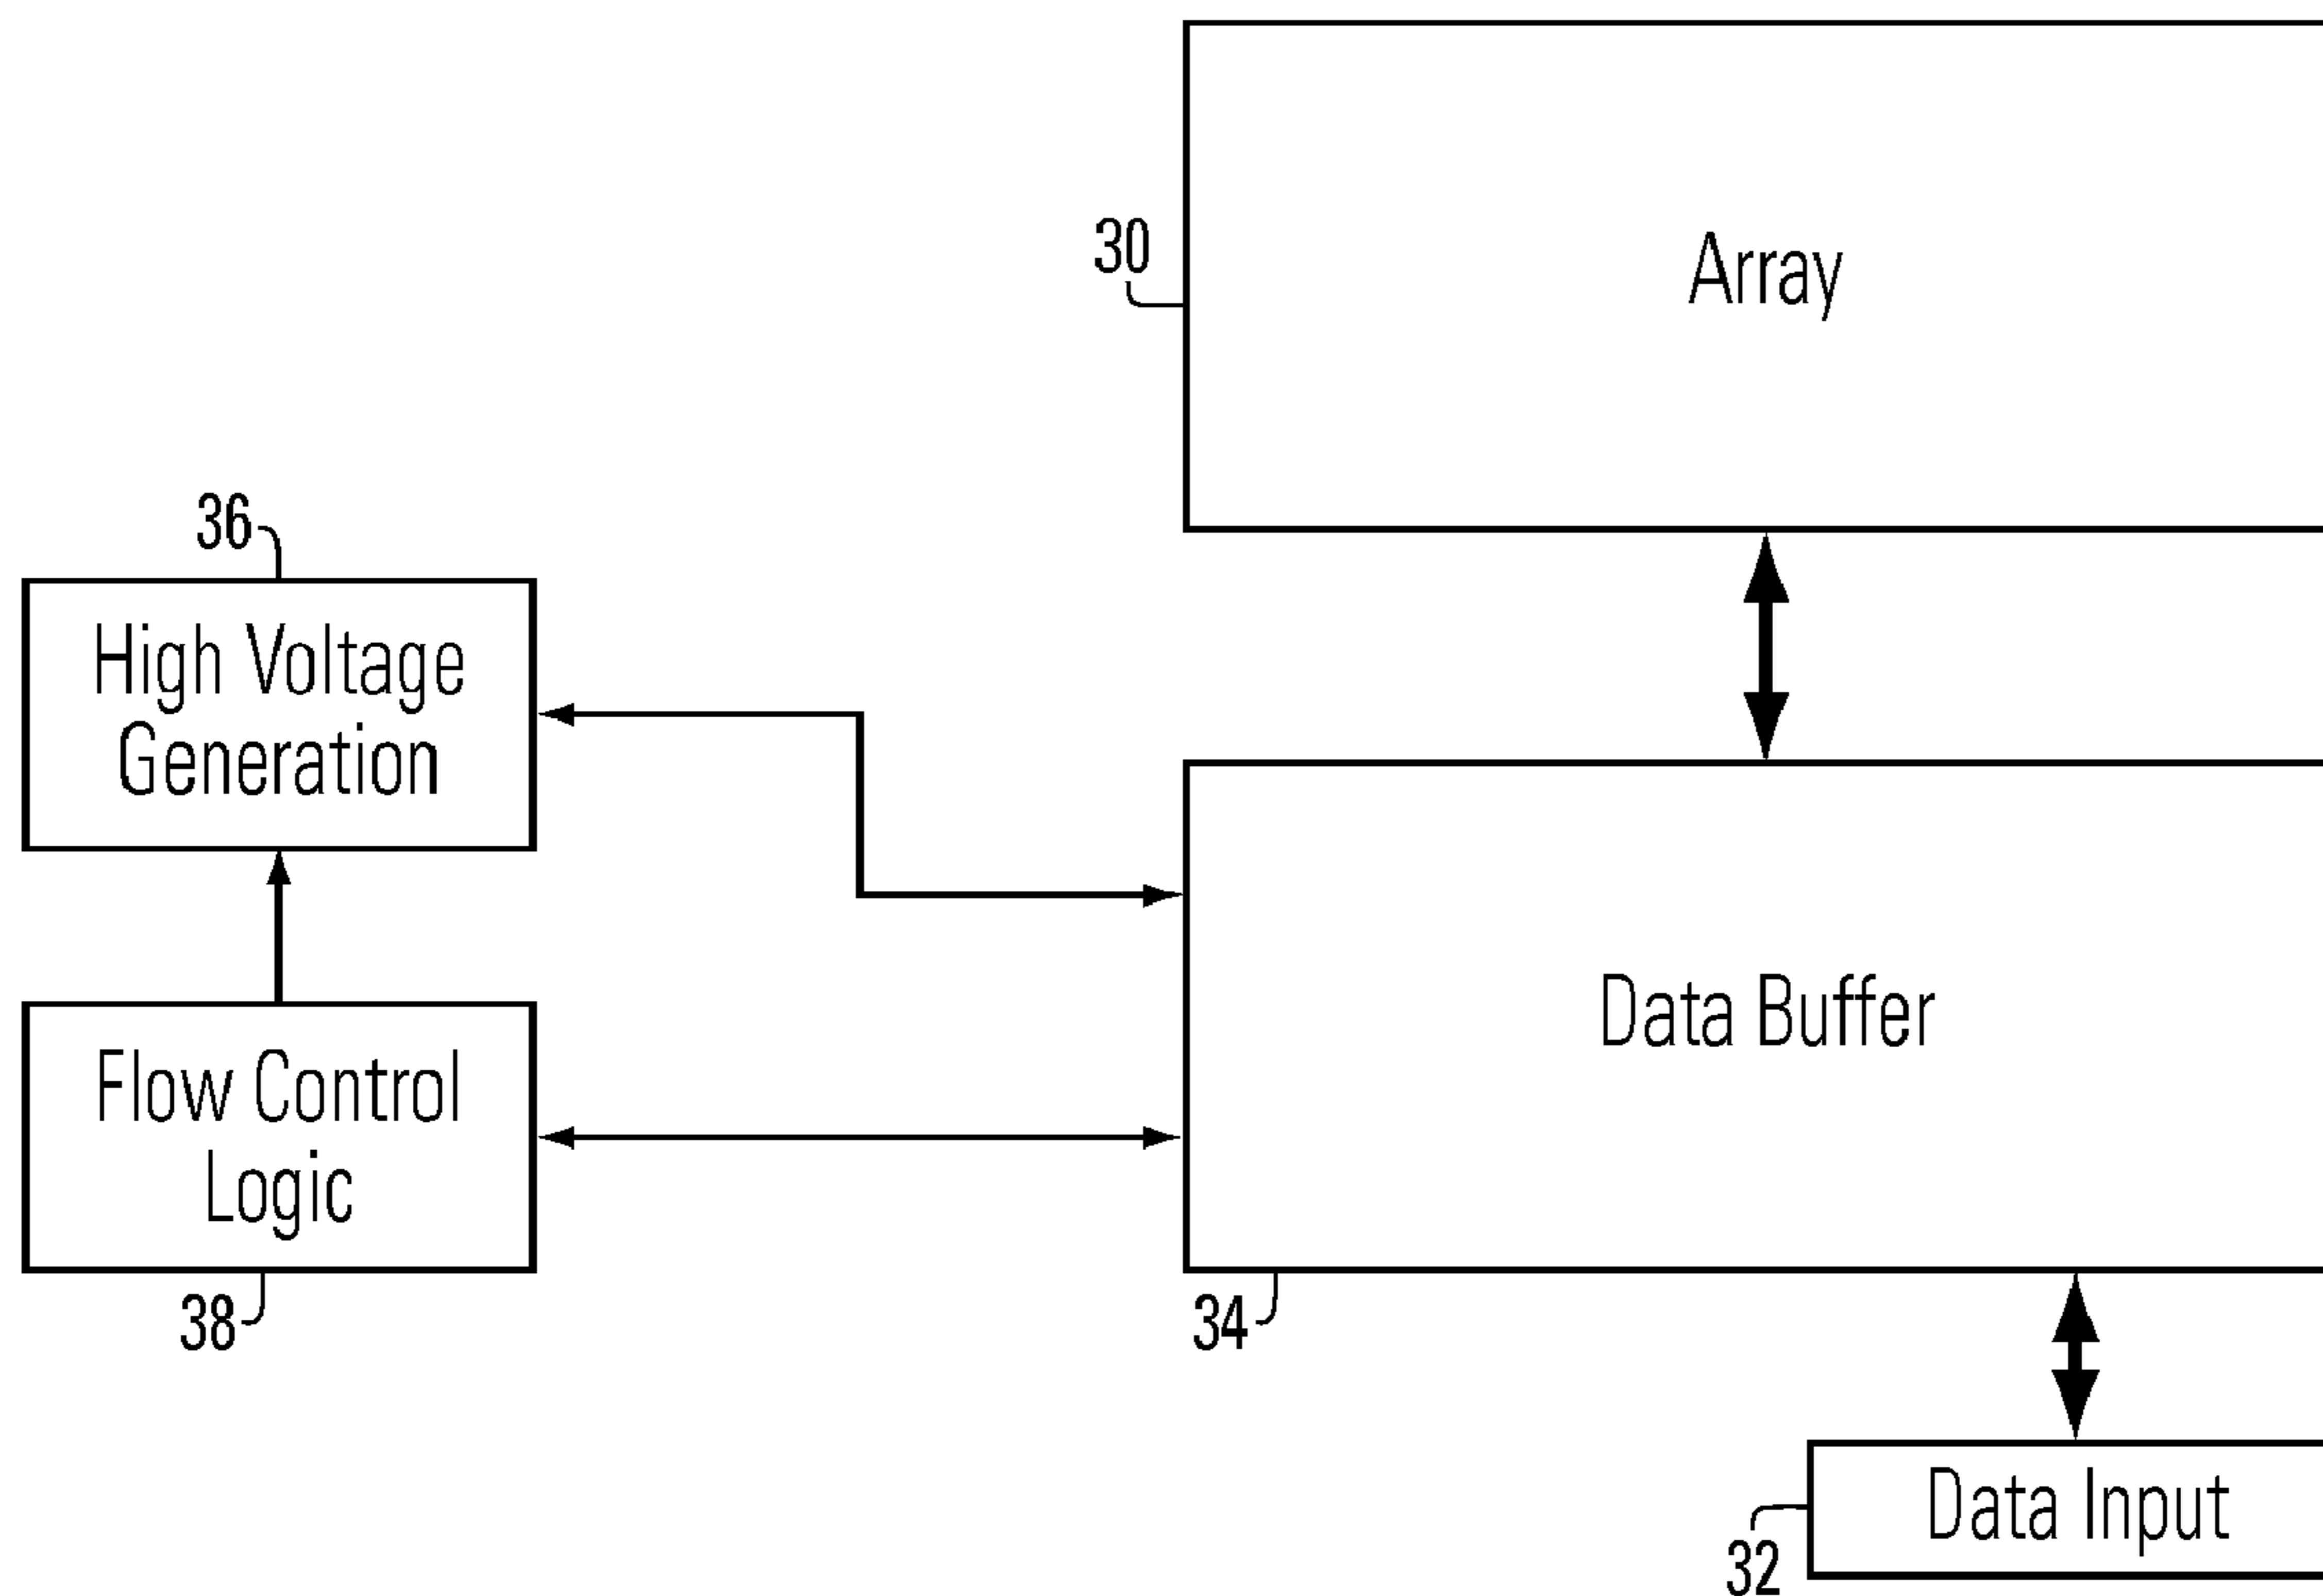 30
Array
36
High Voltage
Generation
Data Buffer
Flow Control
Logic
38
34
Data Input
32